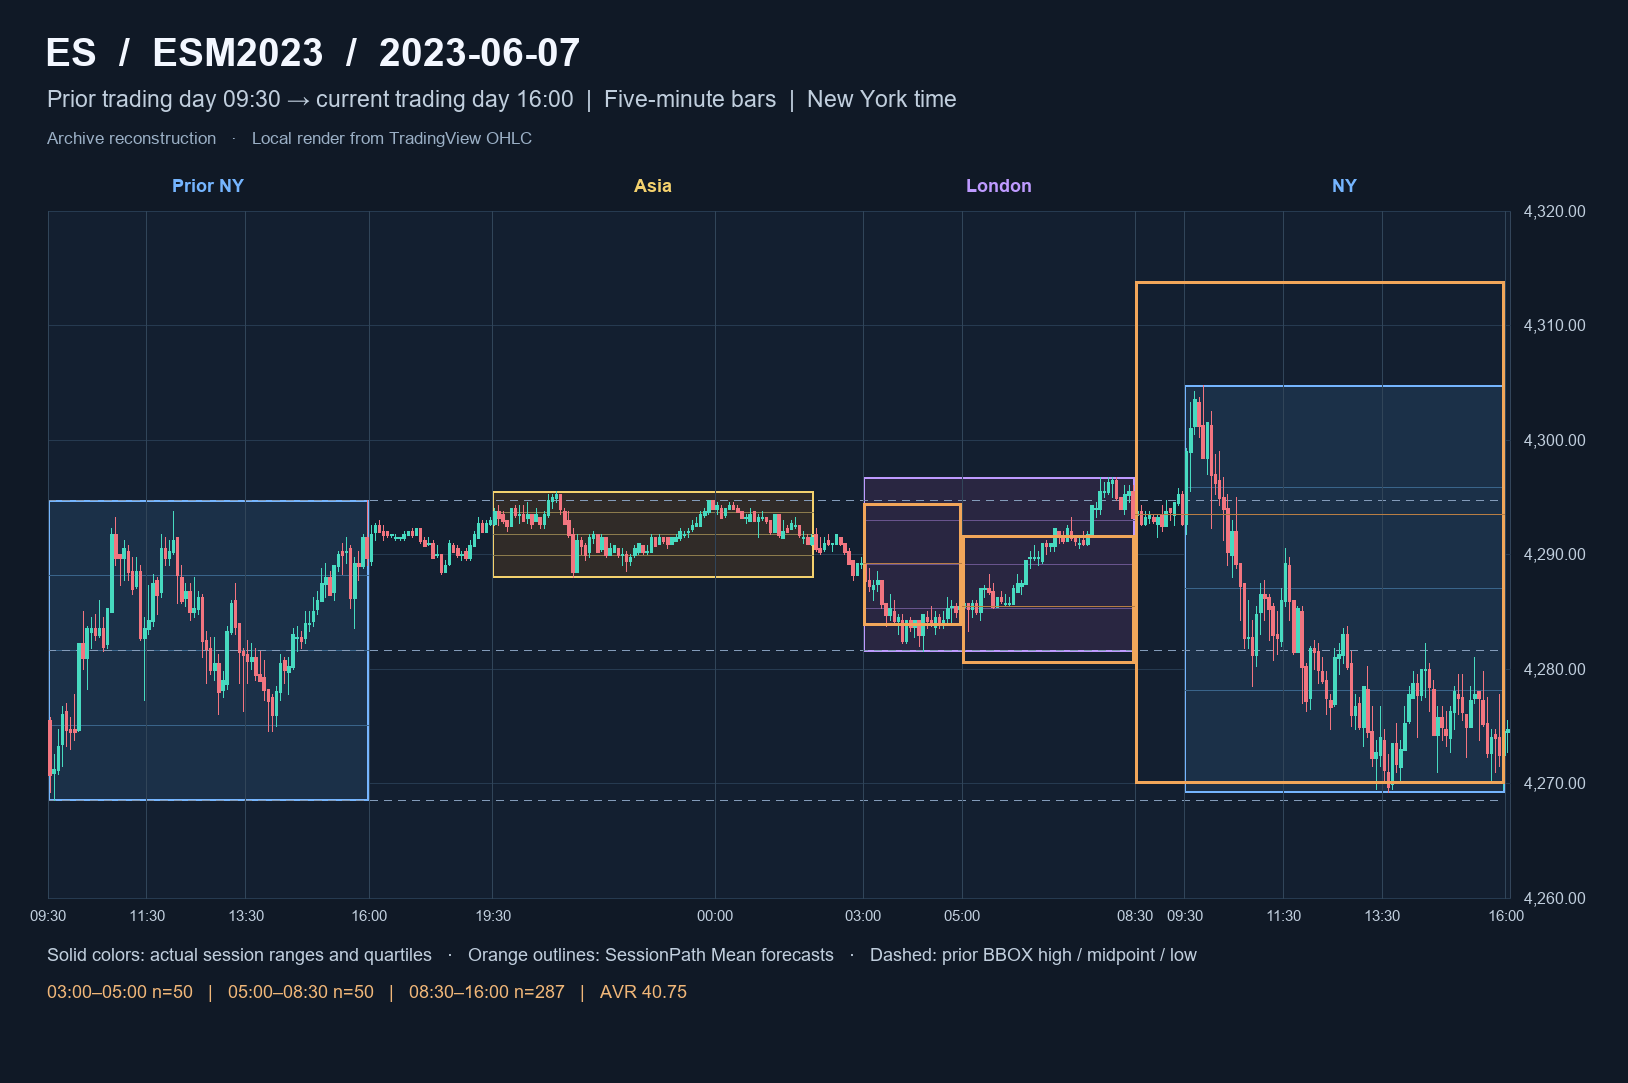 ES / ESM2023 / 2023-06-07
Prior trading day 09:30 → current trading day 16:00 | Five-minute bars | New York time
Archive reconstruction · Local render from TradingView OHLC
Prior NY Asia London NY
4,320.00
4,310.00
4,300.00
4,290.00
4,280.00
4,270.00
4,260.00
09:30 11:30 13:30 16:00 19:30 00:00 03:00 05:00 08:30 09:30 11:30 13:30 16:00
Solid colors: actual session ranges and quartiles · Orange outlines: SessionPath Mean forecasts · Dashed: prior BBOX high / midpoint / low
03:00–05:00 n=50 | 05:00–08:30 n=50 | 08:30–16:00 n=287 | AVR 40.75